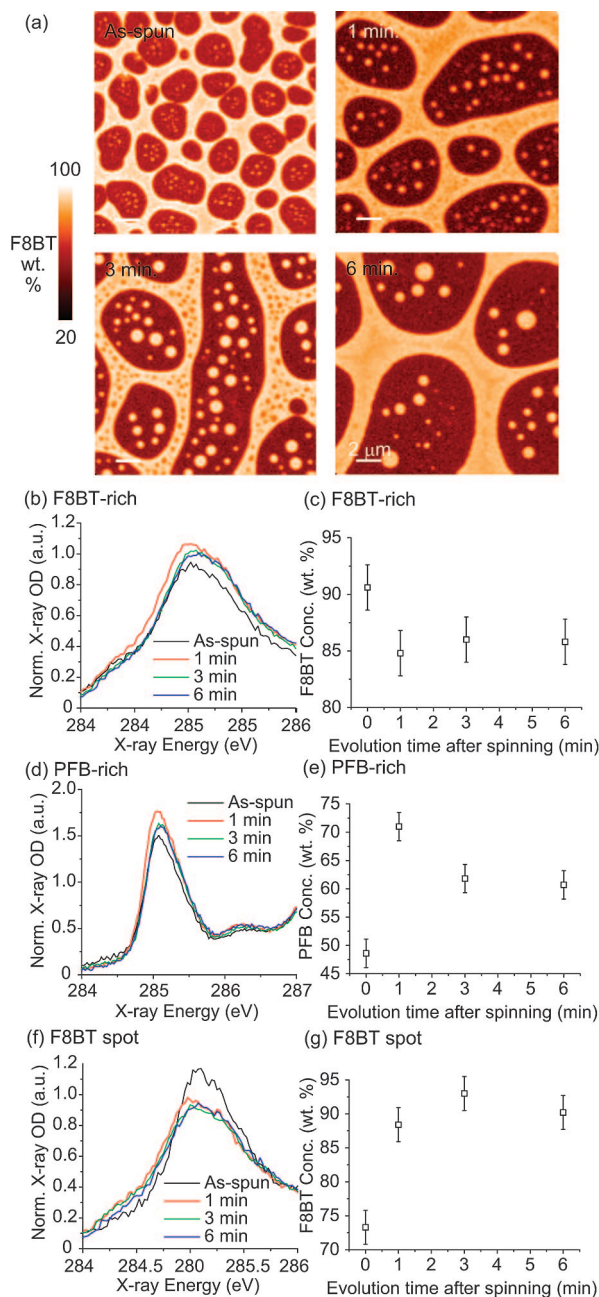 (a)
As-spun
1 min.
100
F8BT
wt.
%
20
3 min.
6 min.
2 μm
(b) F8BT-rich
Norm. X-ray OD (a.u.)
1.2
1.0
0.8
0.6
0.4
0.2
0
As-spun
1 min
3 min
6 min
284 284.5 285 285.5 286
X-ray Energy (eV)
(c) F8BT-rich
F8BT Conc. (wt. %)
95
90
85
80
0 1 2 3 4 5 6
Evolution time after spinning (min)
(d) PFB-rich
Norm. X-ray OD (a.u.)
2.0
1.5
1.0
0.5
0
As-spun
1 min
3 min
6 min
284 285 286 287
X-ray Energy (eV)
(e) PFB-rich
PFB Conc. (wt. %)
75
70
65
60
55
50
45
0 1 2 3 4 5 6
Evolution time after spinning (min)
(f) F8BT spot
Norm. X-ray OD (a.u.)
1.2
1.0
0.8
0.6
0.4
0.2
0
As-spun
1 min
3 min
6 min
284 284.5 280 285.5 286
X-ray Energy (eV)
(g) F8BT spot
F8BT Conc. (wt. %)
95
90
85
80
75
70
0 1 2 3 4 5 6
Evolution time after spinning (min)